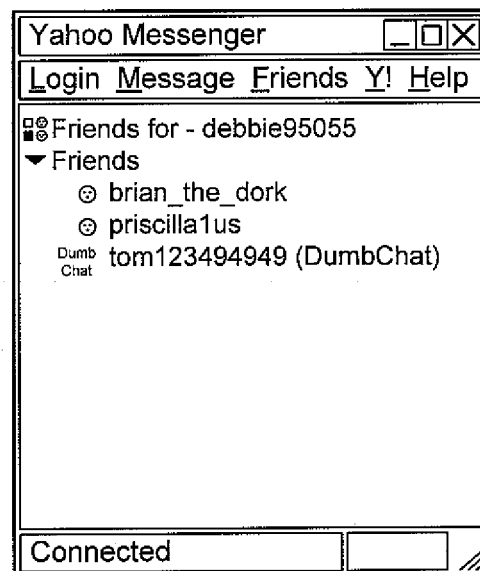 Yahoo Messenger
Login Message Friends Y! Help
Friends for - debbie95055
Friends
brian_the_dork
priscilla1us
Dumb Chat tom123494949 (DumbChat)
Connected